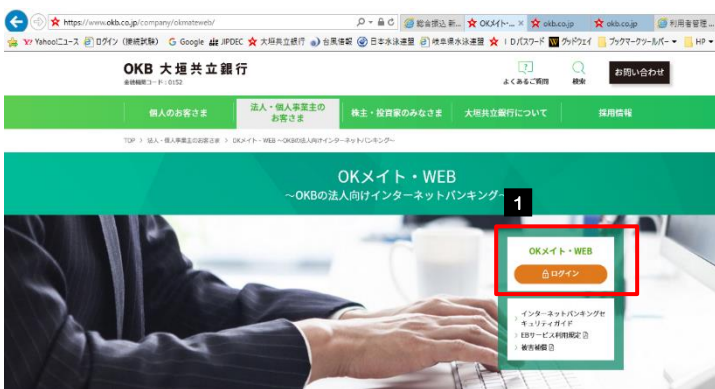 https://www.okb.co.jp/company/okmateweb/
総合振込 新...
OKメイト-...
okb.co.jp
okb.co.jp
利用者管理...
Yahoo!ニュース
ログイン (接続試験)
Google
JIPDEC
大垣共立銀行
台風情報
日本水泳連盟
岐阜県水泳連盟
IDパスワード
グッドウエイ
ブックマークツールバー
HP
OKB 大垣共立銀行
金融機関コード:0152
よくあるご質問
検索
お問い合わせ
個人のお客さま
法人・個人事業主の
お客さま
株主・投資家のみなさま
大垣共立銀行について
採用情報
TOP > 法人・個人事業主のお客さま > OKメイト・WEB ~OKBの法人向けインターネットバンキング~
OKメイト・WEB
~OKBの法人向けインターネットバンキング~
1
OKメイト・WEB
ログイン
インターネットバンキングセ
キュリティガイド
EBサービス利用規定
被害補償